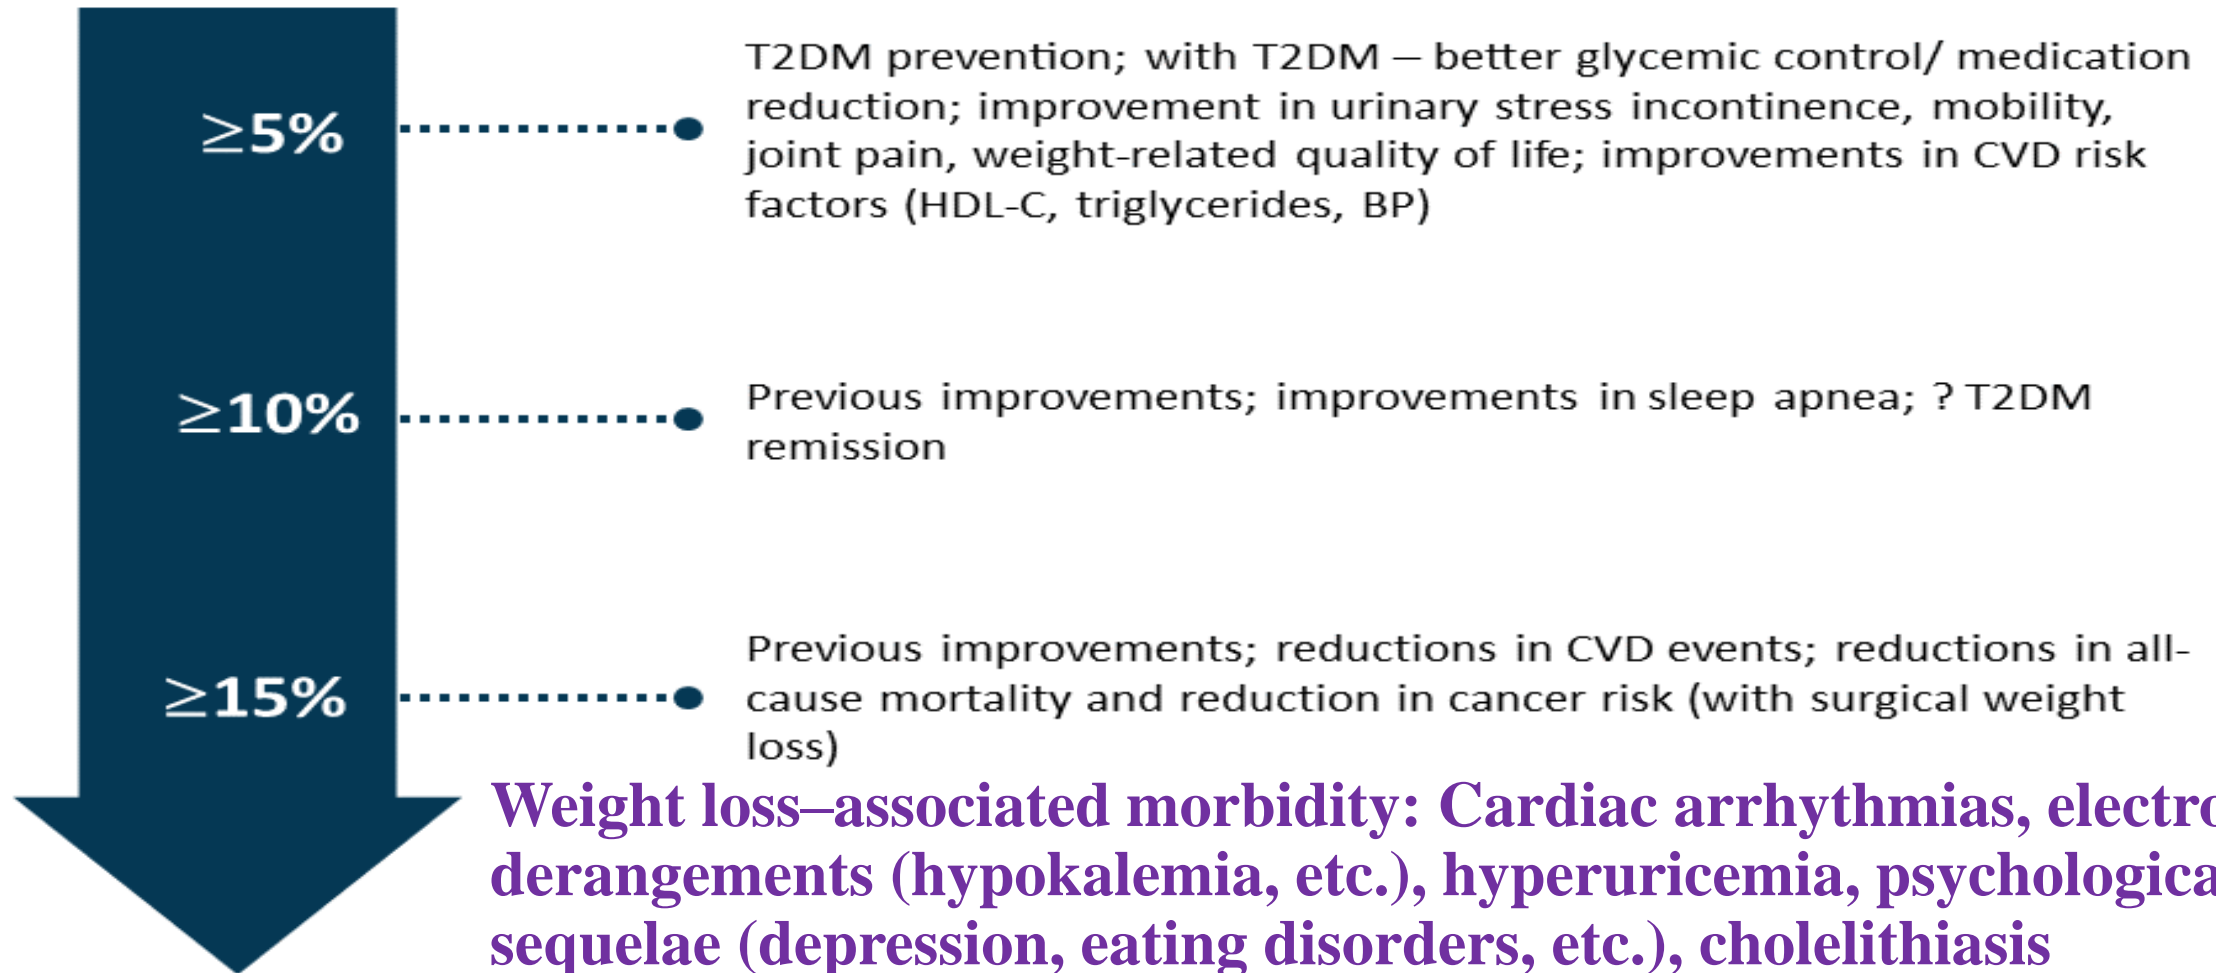 ≥5%
T2DM prevention; with T2DM – better glycemic control/ medication
reduction; improvement in urinary stress incontinence, mobility,
joint pain, weight-related quality of life; improvements in CVD risk
factors (HDL-C, triglycerides, BP)
≥10%
Previous improvements; improvements in sleep apnea; ? T2DM
remission
≥15%
Previous improvements; reductions in CVD events; reductions in all-
cause mortality and reduction in cancer risk (with surgical weight
loss)
Weight loss–associated morbidity: Cardiac arrhythmias,
derangements (hypokalemia, etc.), hyperuricemia,
sequelae (depression, eating disorders, etc.), cholelithiasis